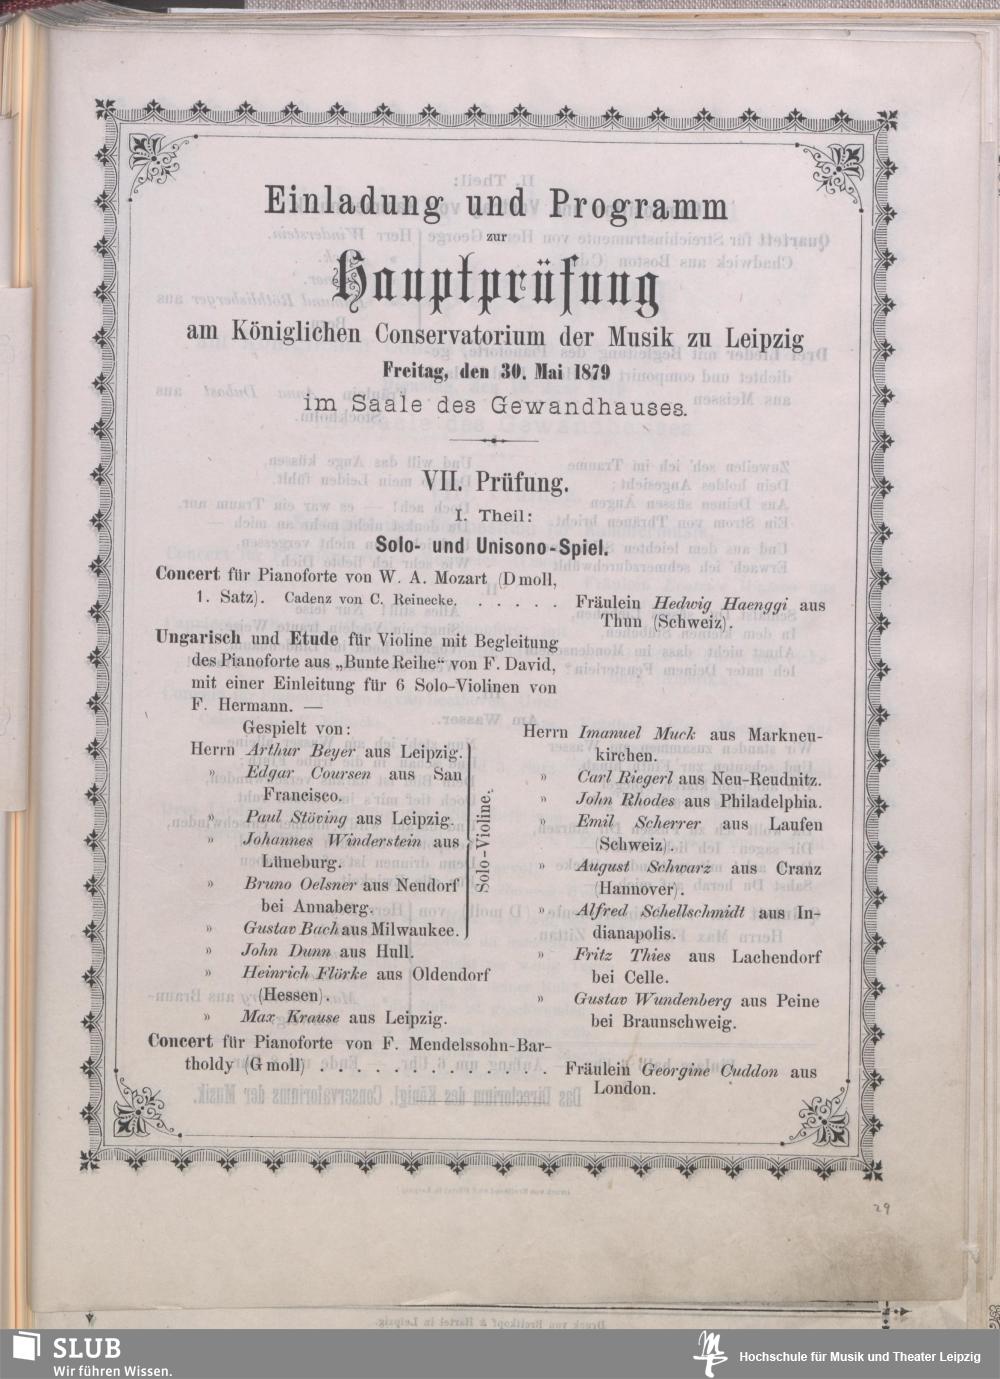 Einladung und Programm
zur
Hauptprüfung
am Königlichen Conservatorium der Musik zu Leipzig
Freitag, den 30. Mai 1879
im Saale des Gewandhauses.
VII. Prüfung.
I. Theil:
Solo- und Unisono-Spiel.
Concert für Pianoforte von W. A. Mozart (D moll,
1. Satz). Cadenz von C. Reinecke. . . . . . Fräulein Hedwig Haenggi aus
Thun (Schweiz).
Ungarisch und Etude für Violine mit Begleitung
des Pianoforte aus „Bunte Reihe“ von F. David,
mit einer Einleitung für 6 Solo-Violinen von
F. Hermann. —
Gespielt von:
Herrn Arthur Beyer aus Leipzig.
„ Edgar Coursen aus San
Francisco.
„ Paul Stöving aus Leipzig.
„ Johannes Winderstein aus
Lüneburg.
„ Bruno Oelsner aus Neudorf
bei Annaberg.
„ Gustav Bach aus Milwaukee.
Solo-Violine.
„ John Dunn aus Hull.
„ Heinrich Flörke aus Oldendorf
(Hessen).
„ Max Krause aus Leipzig.
Herrn Imanuel Muck aus Markneu-
kirchen.
„ Carl Riegerl aus Neu-Reudnitz.
„ John Rhodes aus Philadelphia.
„ Emil Scherrer aus Laufen
(Schweiz).
„ August Schwarz aus Cranz
(Hannover).
„ Alfred Schellschmidt aus In-
dianapolis.
„ Fritz Thies aus Lachendorf
bei Celle.
„ Gustav Wundenberg aus Peine
bei Braunschweig.
Concert für Pianoforte von F. Mendelssohn-Bar-
tholdy (G moll) . . . . . . . . . . . . . Fräulein Georgine Cuddon aus
London.
29
SLUB
Wir führen Wissen.
Hochschule für Musik und Theater Leipzig